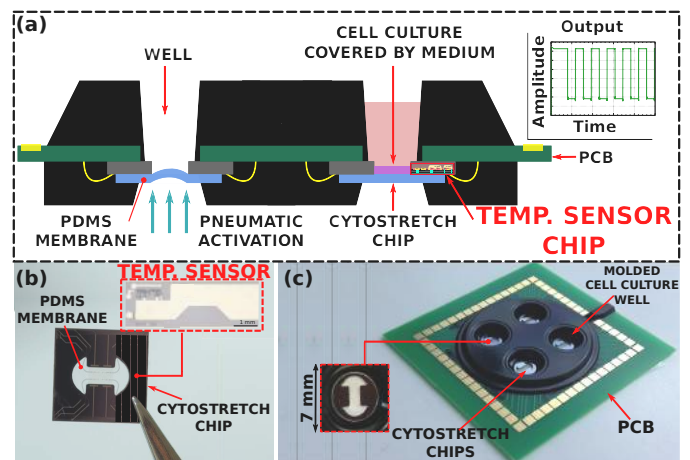 (a)
WELL
CELL CULTURE
COVERED BY MEDIUM
Output
Amplitude
Time
PCB
PDMS
MEMBRANE
PNEUMATIC
ACTIVATION
CYTOSTRETCH
CHIP
TEMP. SENSOR
CHIP
(b)
TEMP. SENSOR
PDMS
MEMBRANE
1 mm
CYTOSTRETCH
CHIP
(c)
MOLDED
CELL CULTURE
WELL
7 mm
CYTOSTRETCH
CHIPS
PCB